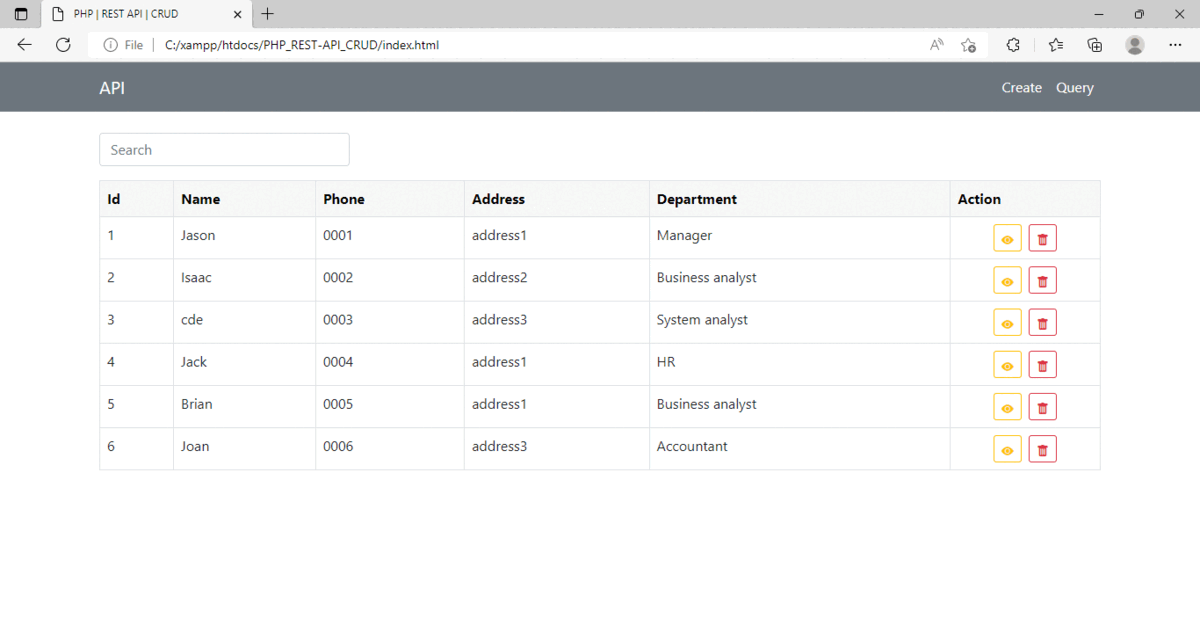 PHP | REST API | CRUD
File | C:/xampp/htdocs/PHP_REST-API_CRUD/index.html
API Create Query
Search
Id Name Phone Address Department Action
1 Jason 0001 address1 Manager
2 Isaac 0002 address2 Business analyst
3 cde 0003 address3 System analyst
4 Jack 0004 address1 HR
5 Brian 0005 address1 Business analyst
6 Joan 0006 address3 Accountant